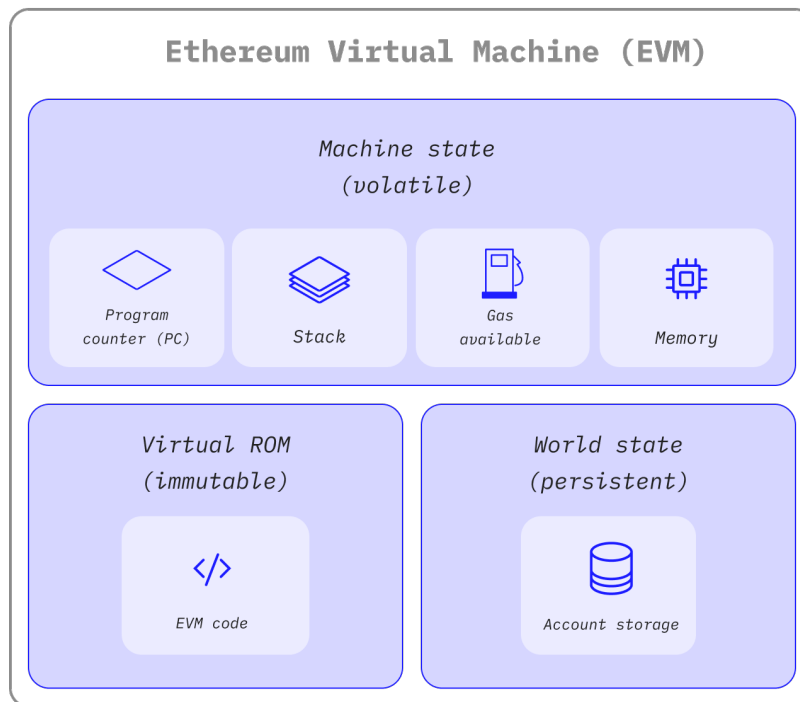 Ethereum Virtual Machine (EVM)
Machine state
(volatile)
Program
counter (PC)
Stack
Gas
available
Memory
Virtual ROM
(immutable)
EVM code
World state
(persistent)
Account storage